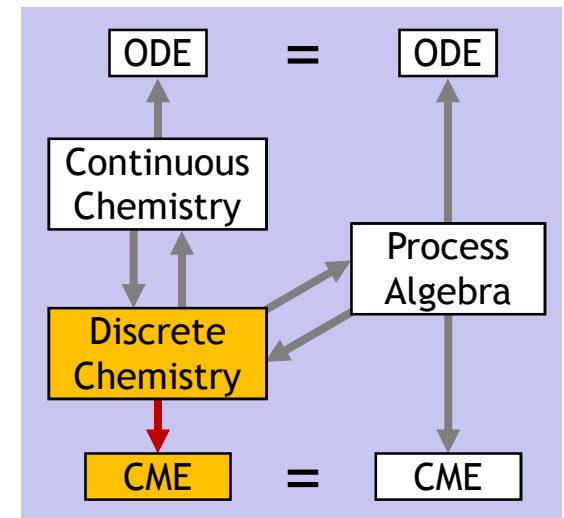 ODE = ODE
Continuous
Chemistry
Process
Algebra
Discrete
Chemistry
CME = CME